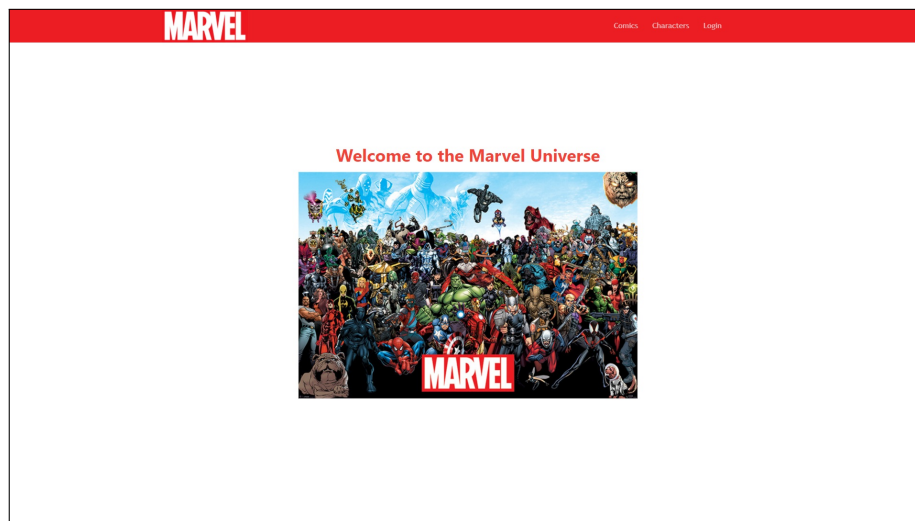 MARVEL
Comics Characters Login
Welcome to the Marvel Universe
MARVEL